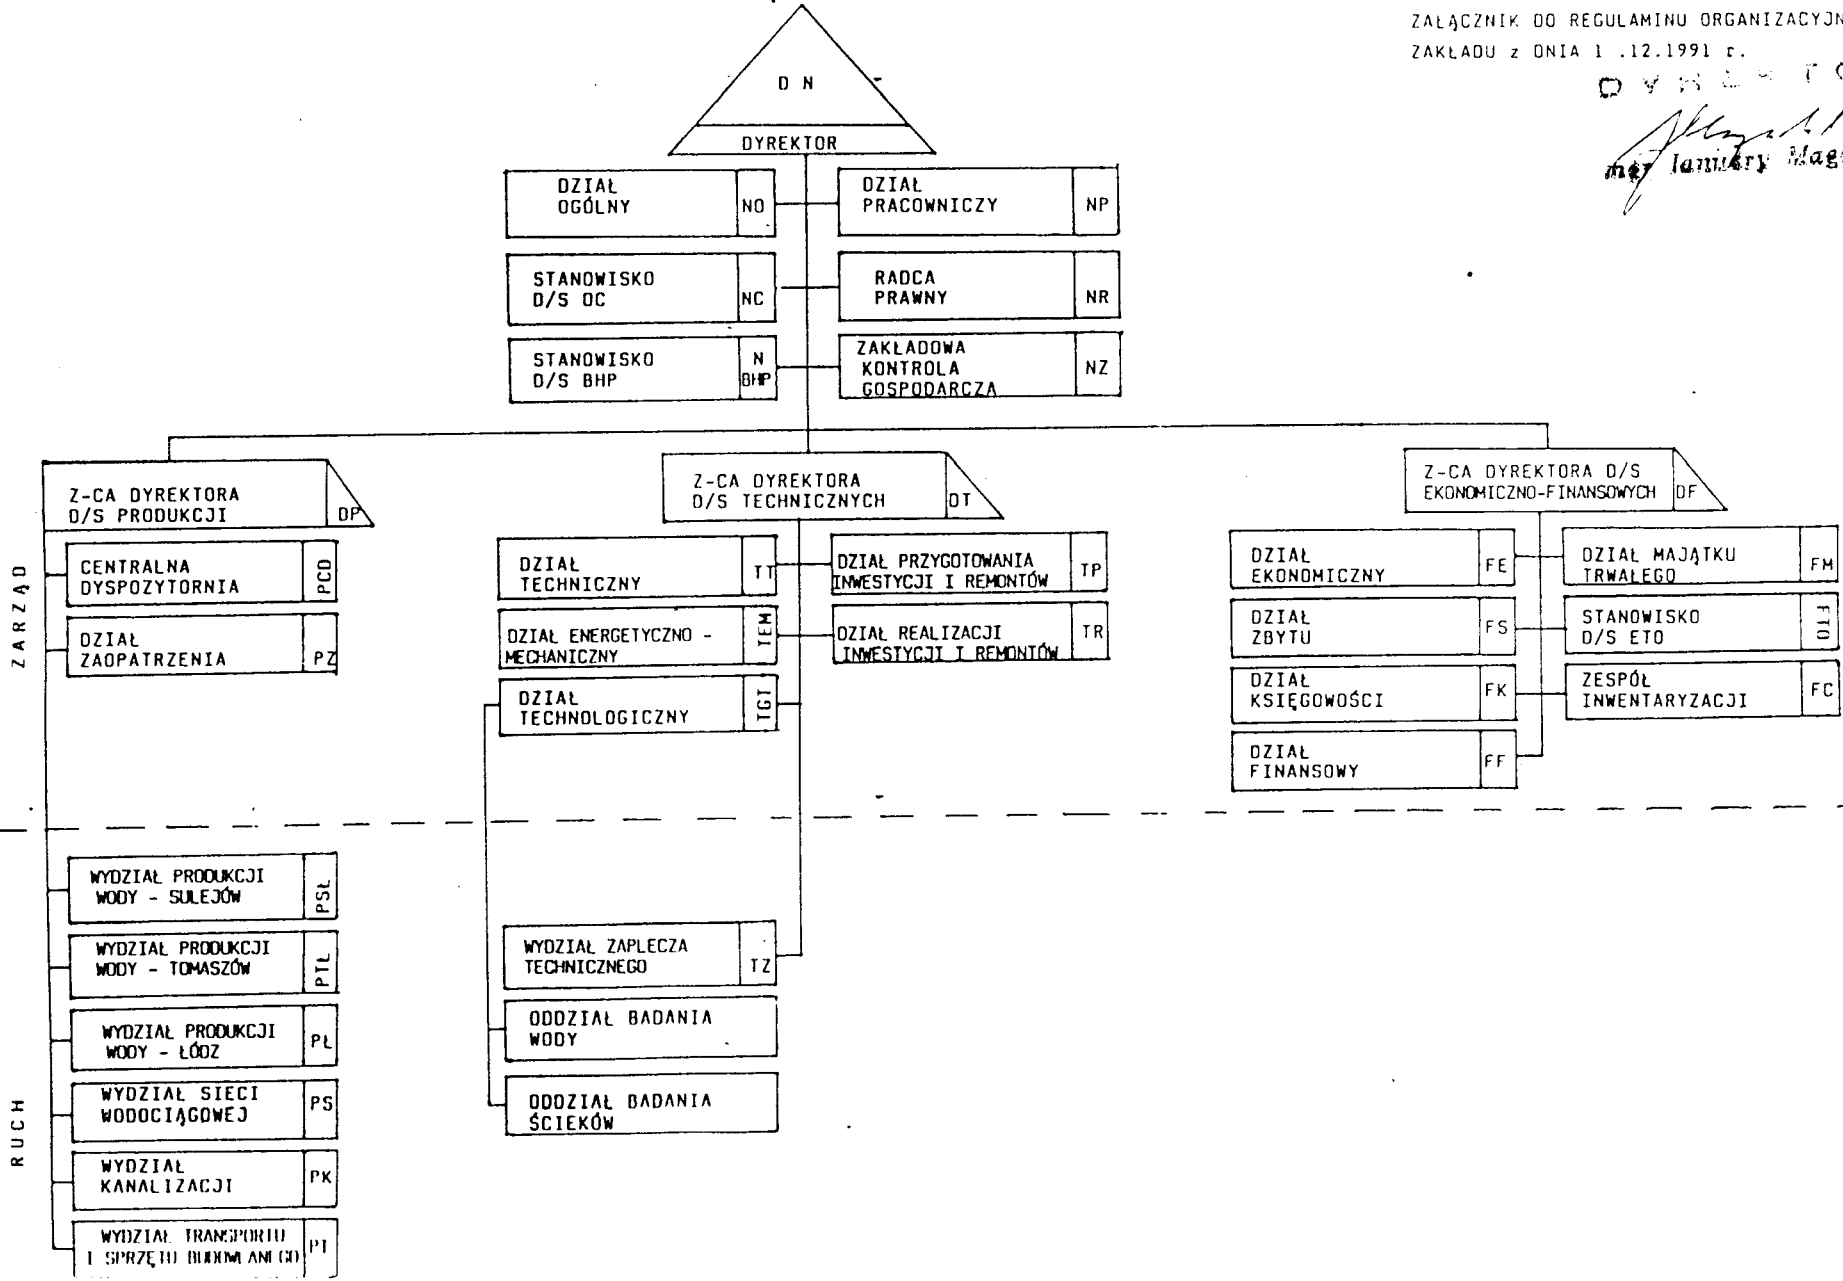 ZAŁĄCZNIK DO REGULAMINU ORGANIZACYJN
ZAKŁADU z DNIA 1 .12.1991 r.
mgr
D N
DYREKTOR
DZIAŁ
OGÓLNY
NO
DZIAŁ
PRACOWNICZY
NP
STANOWISKO
D/S OC
NC
RADCA
PRAWNY
NR
STANOWISKO
D/S BHP
N
BHP
ZAKŁADOWA
KONTROLA
GOSPODARCZA
NZ
Z-CA DYREKTORA
D/S PRODUKCJI
DP
Z-CA DYREKTORA
D/S TECHNICZNYCH
DT
Z-CA DYREKTORA D/S
EKONOMICZNO-FINANSOWYCH
DF
ZARZĄD
CENTRALNA
DYSPOZYTORNIA
PCD
DZIAŁ
ZAOPATRZENIA
PZ
DZIAŁ
TECHNICZNY
TT
DZIAŁ PRZYGOTOWANIA
INWESTYCJI I REMONTÓW
TP
DZIAŁ ENERGETYCZNO -
MECHANICZNY
TEM
DZIAŁ REALIZACJI
INWESTYCJI I REMONTÓW
TR
DZIAŁ
TECHNOLOGICZNY
TGT
DZIAŁ
EKONOMICZNY
FE
DZIAŁ MAJĄTKU
TRWAŁEGO
FM
DZIAŁ
ZBYTU
FS
STANOWISKO
D/S ETO
FTO
DZIAŁ
KSIĘGOWOŚCI
FK
ZESPÓŁ
INWENTARYZACJI
FC
DZIAŁ
FINANSOWY
FF
RUCH
WYDZIAŁ PRODUKCJI
WODY - SULEJÓW
PSŁ
WYDZIAŁ PRODUKCJI
WODY - TOMASZÓW
PTŁ
WYDZIAŁ PRODUKCJI
WODY - ŁÓDZ
PŁ
WYDZIAŁ SIECI
WODOCIĄGOWEJ
PS
WYDZIAŁ
KANALIZACJI
PK
WYDZIAŁ TRANSPORTU
I SPRZĘTU BUDOWLANEGO
PT
WYDZIAŁ ZAPLECZA
TECHNICZNEGO
TZ
ODDZIAŁ BADANIA
WODY
ODDZIAŁ BADANIA
ŚCIEKÓW